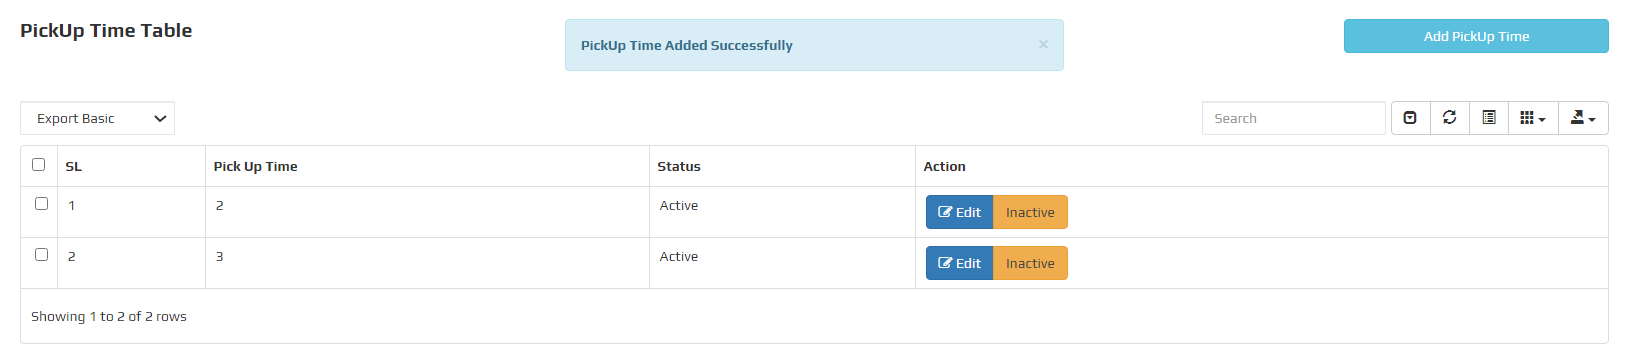 PickUp Time Table
PickUp Time Added Successfully ×
Add PickUp Time
Export Basic
Search
SL Pick Up Time Status Action
1 2 Active Edit Inactive
2 3 Active Edit Inactive
Showing 1 to 2 of 2 rows